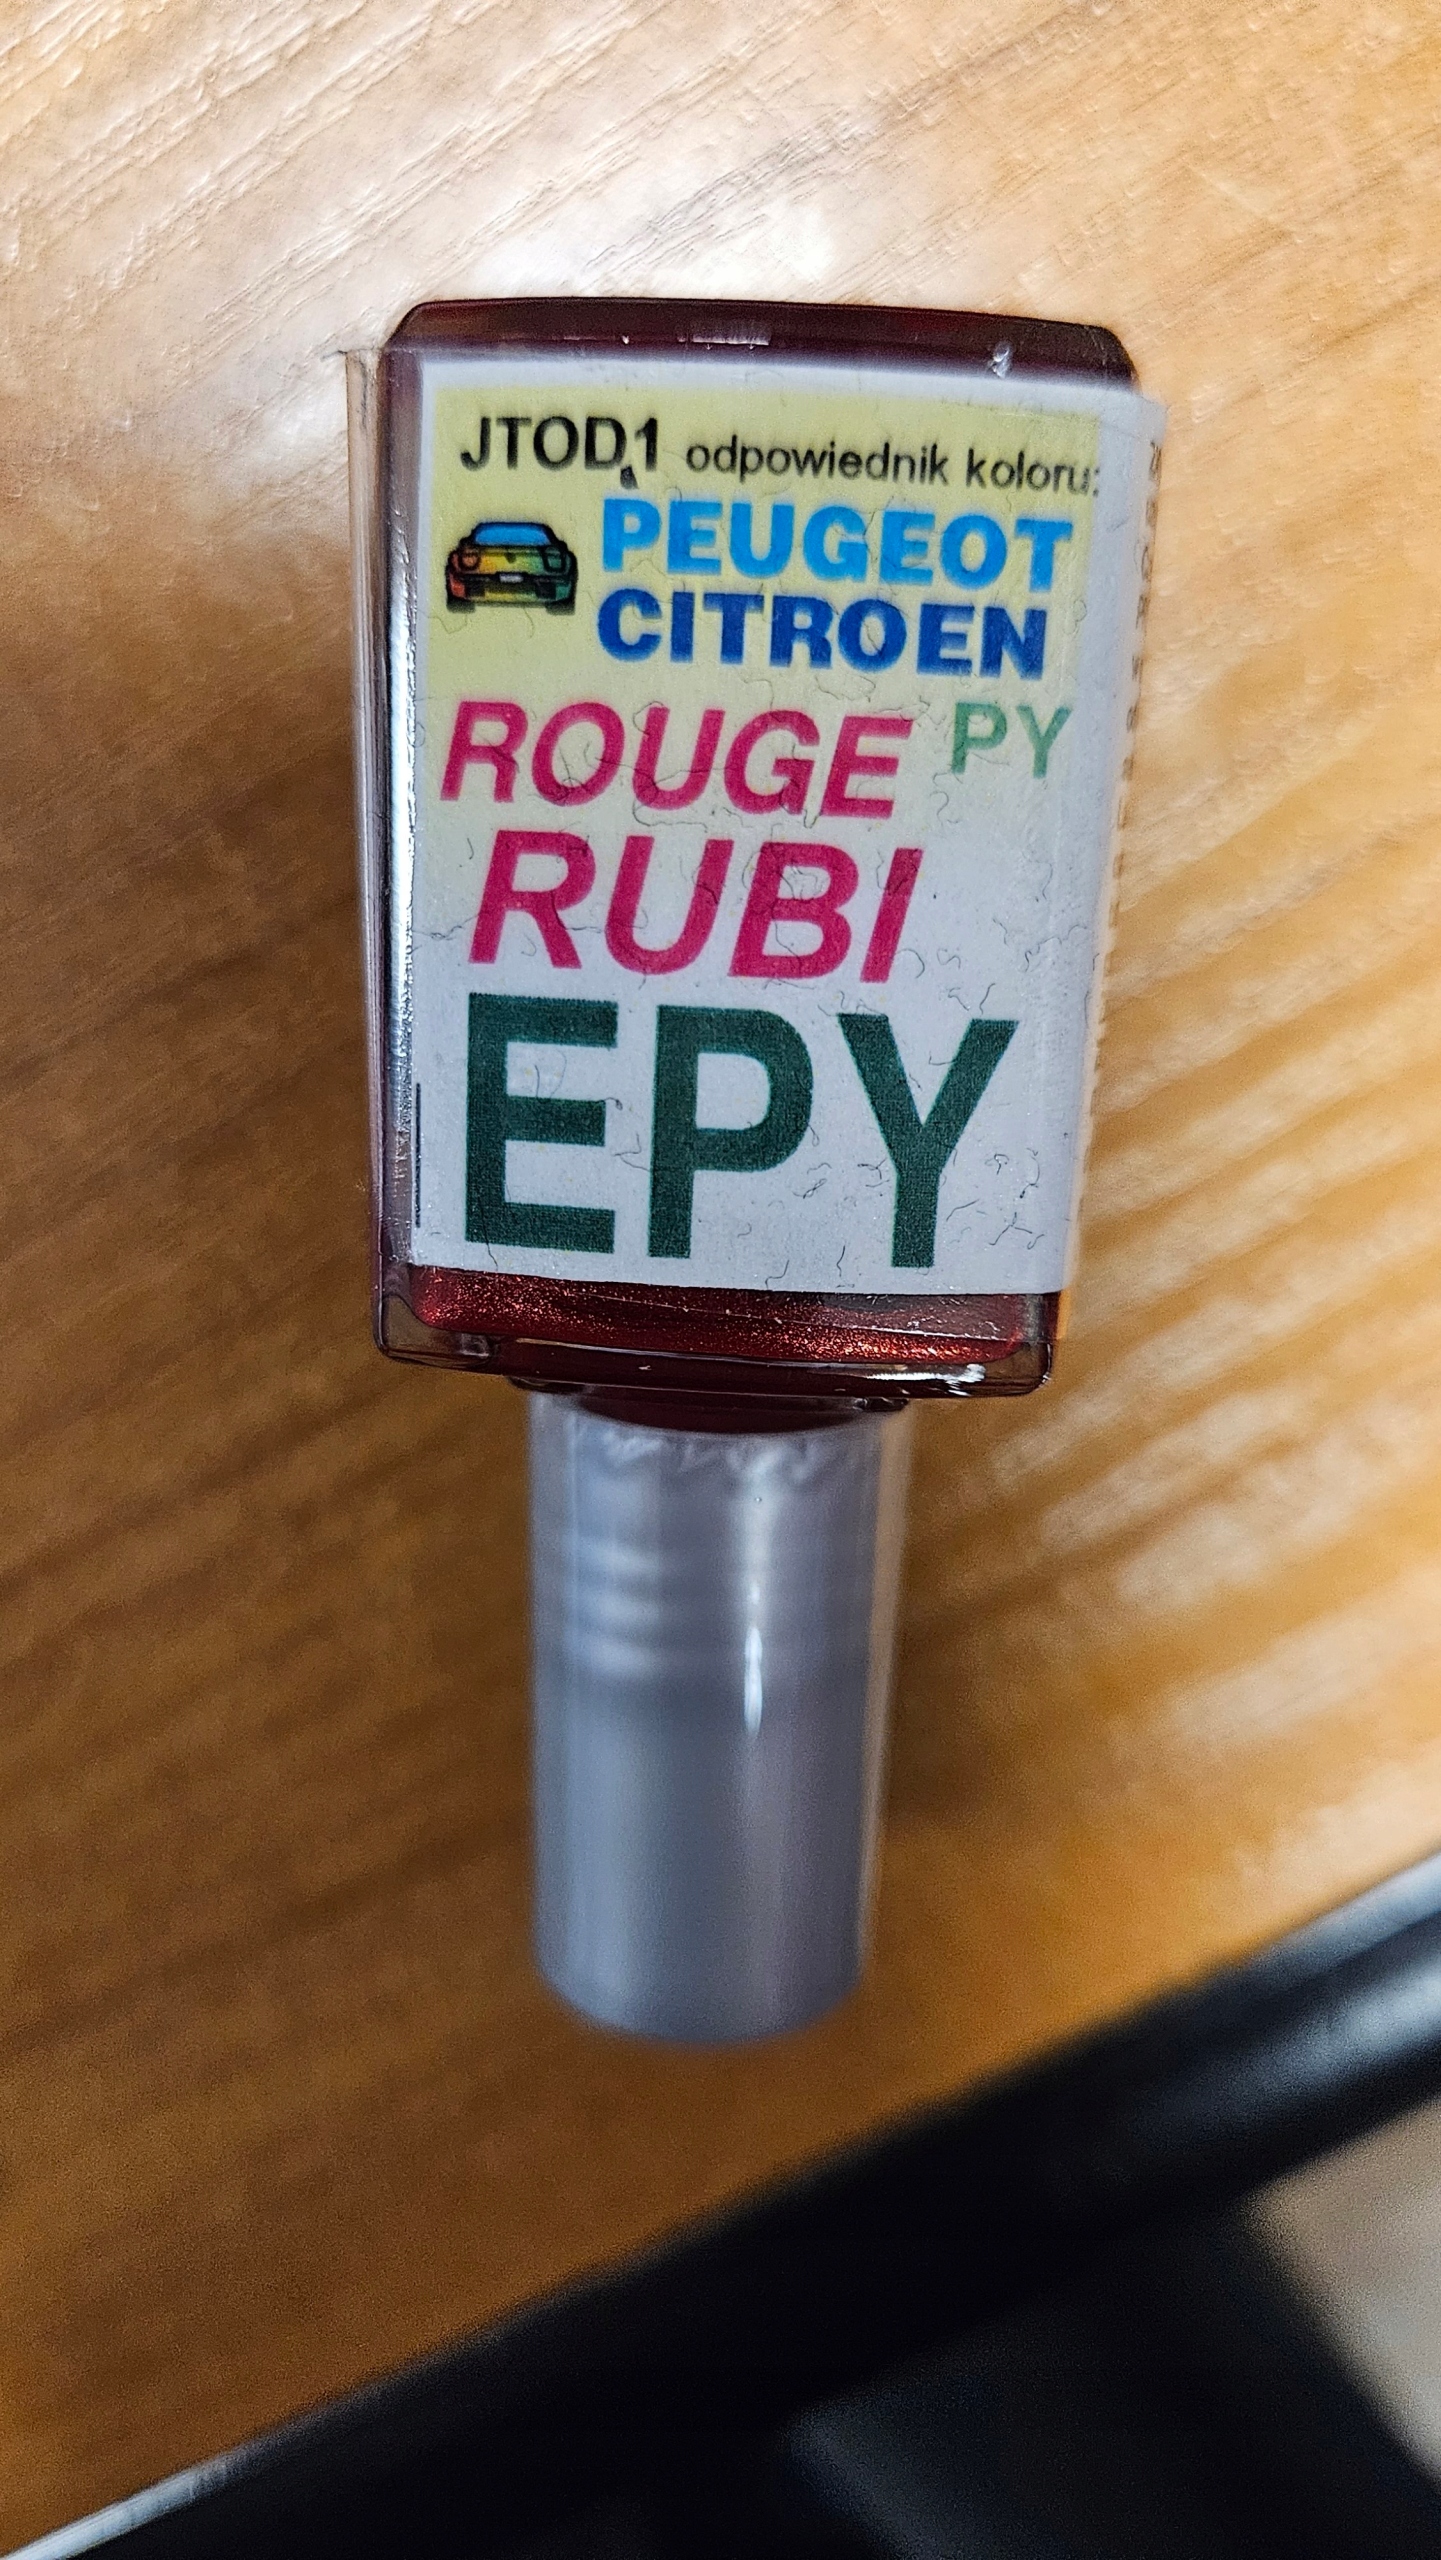 JTOD1 odpowiednik koloru:
PEUGEOT
CITROEN
ROUGE PY
RUBI
EPY